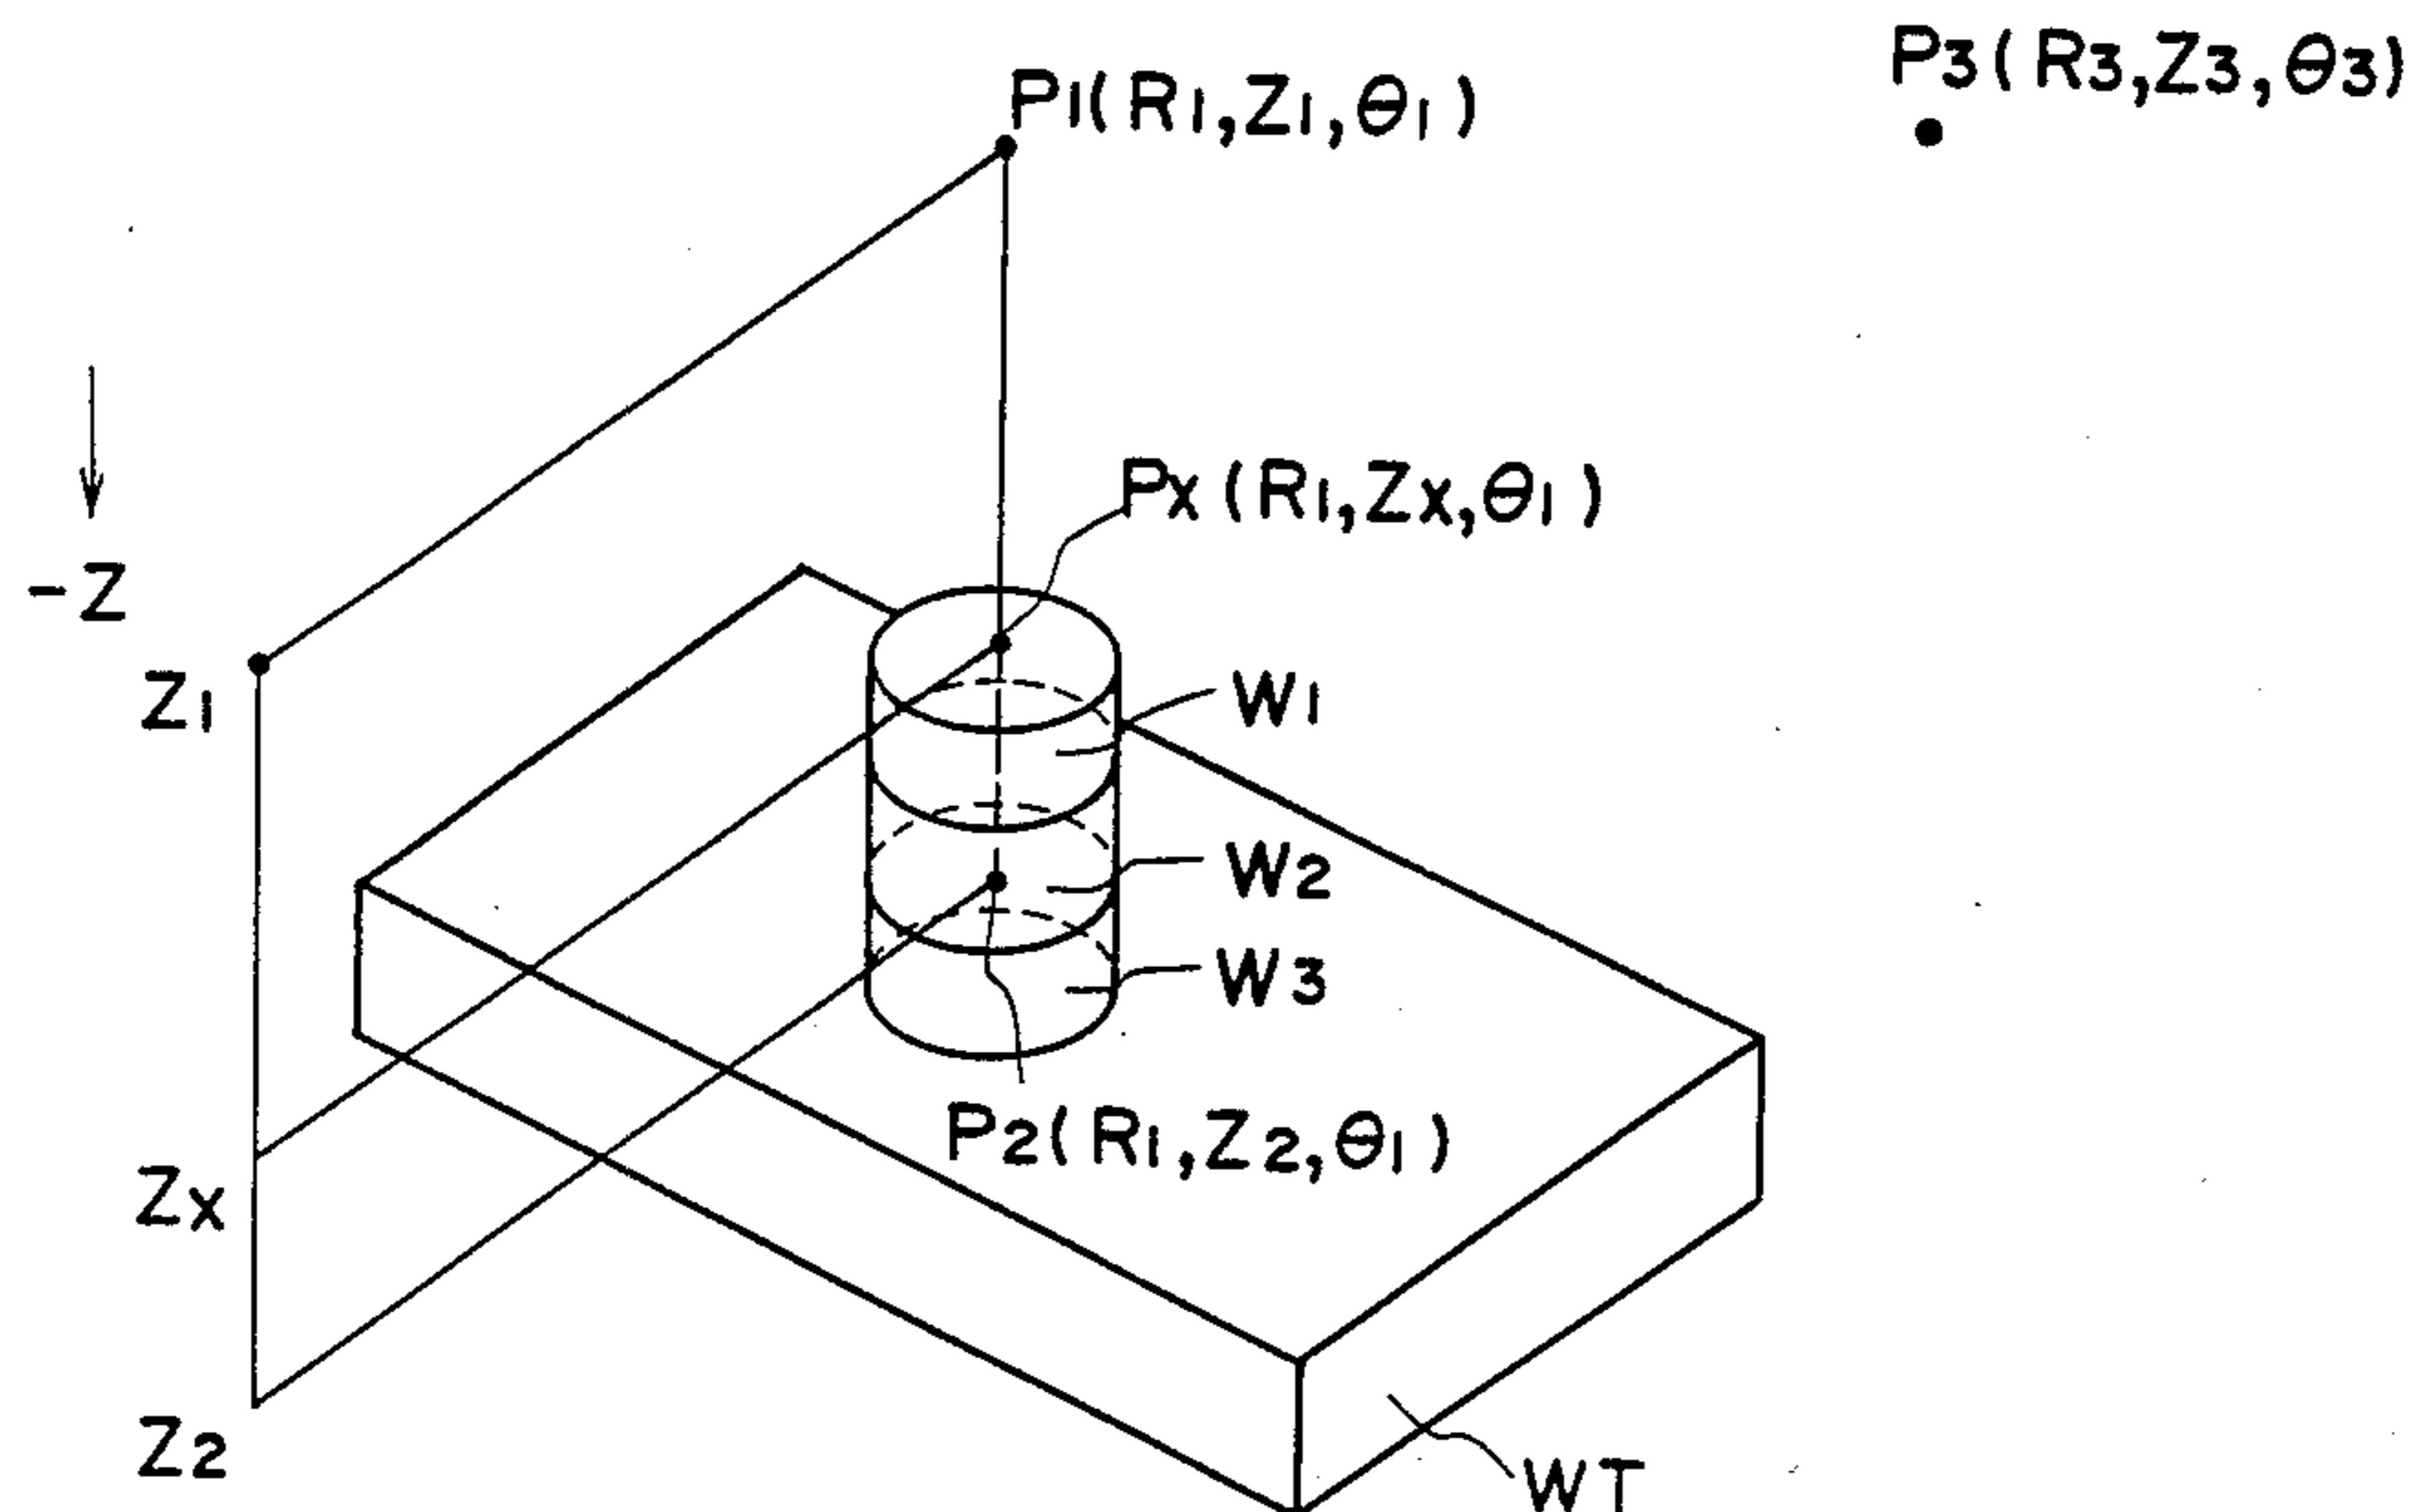 P3(R3,Z3,θ3)
P1(R1,Z1,θ1)
PX(R1,ZX,θ1)
-Z
Z1
W1
W2
W3
P2(R1,Z2,θ1)
ZX
Z2
WT